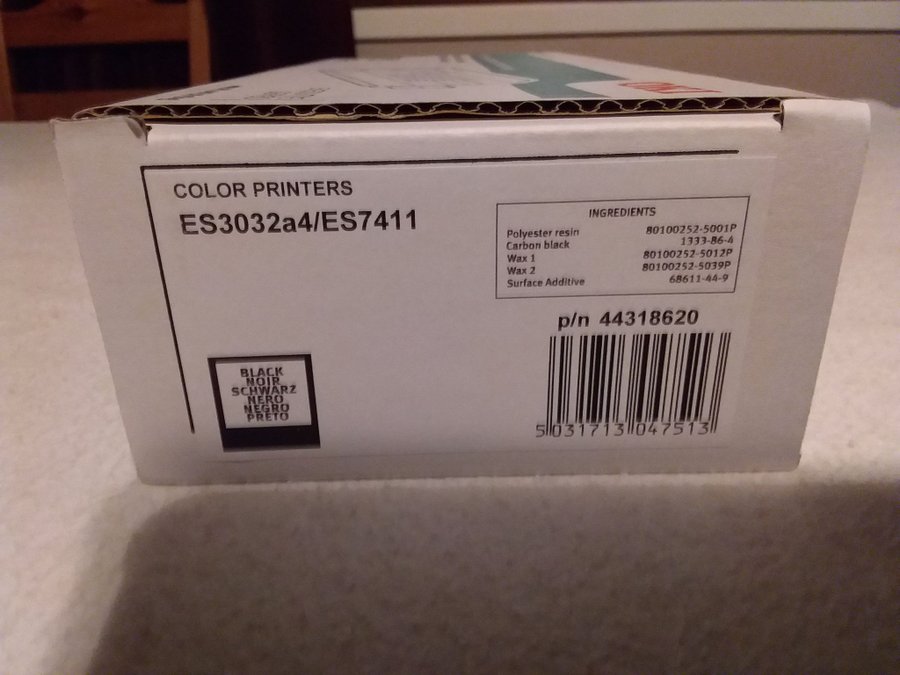 COLOR PRINTERS
ES3032a4/ES7411
INGREDIENTS
Polyester resin 80100252-5001P
Carbon black 1333-86-4
Wax 1 80100252-5012P
Wax 2 80100252-5039P
Surface Additive 68611-44-9
p/n 44318620
5 031713 047513
BLACK
NOIR
SCHWARZ
NERO
NEGRO
PRETO